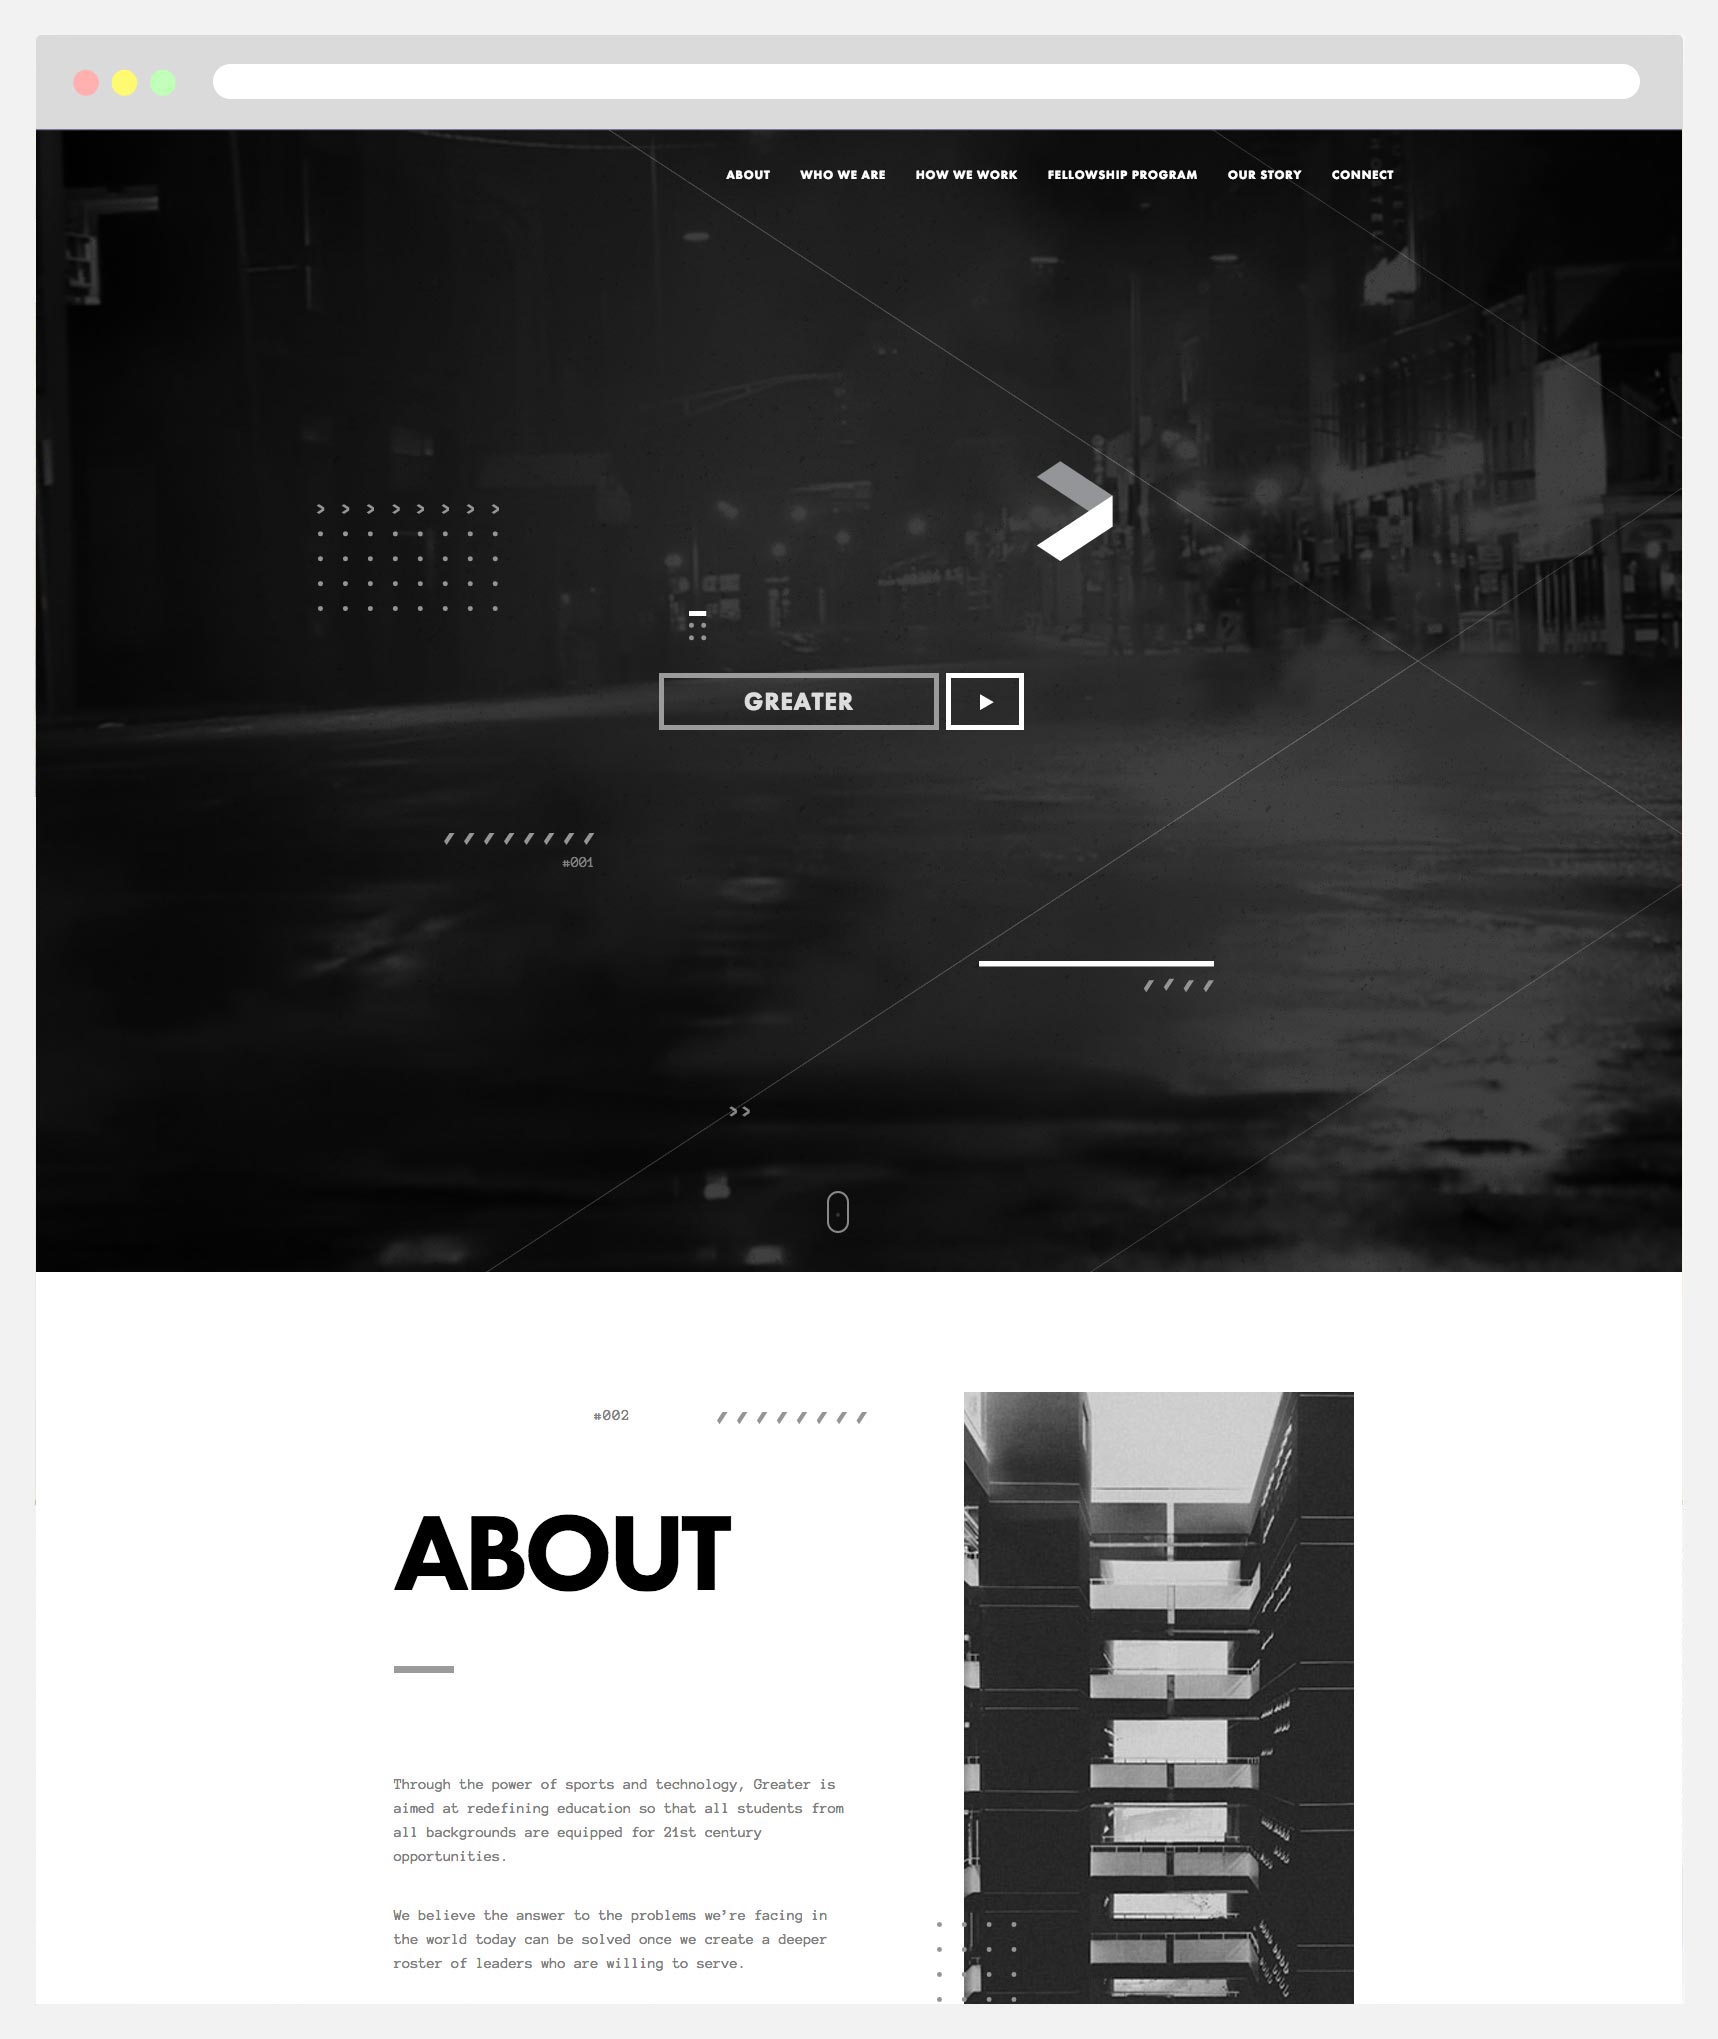 ABOUT WHO WE ARE HOW WE WORK FELLOWSHIP PROGRAM OUR STORY CONNECT
GREATER
#001
#002
ABOUT
Through the power of sports and technology, Greater is
aimed at redefining education so that all students from
all backgrounds are equipped for 21st century
opportunities.
We believe the answer to the problems we’re facing in
the world today can be solved once we create a deeper
roster of leaders who are willing to serve.